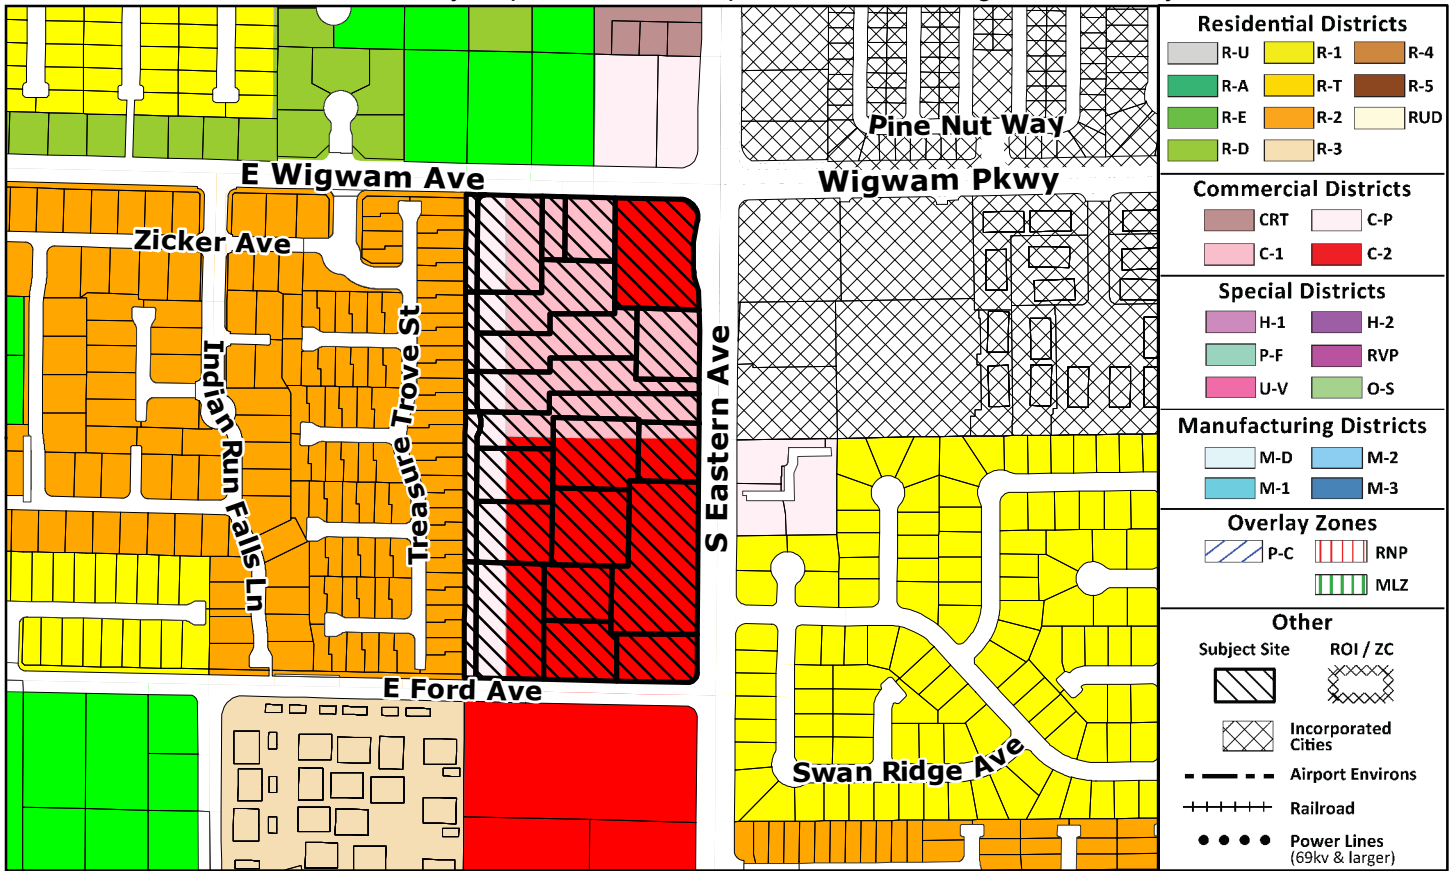 Pine Nut Way
E Wigwam Ave
Wigwam Pkwy
Zicker Ave
Indian Run Falls Ln
Treasure Trove St
S Eastern Ave
E Ford Ave
Swan Ridge Ave
Residential Districts
R-U
R-1
R-4
R-A
R-T
R-5
R-E
R-2
RUD
R-D
R-3
Commercial Districts
CRT
C-P
C-1
C-2
Special Districts
H-1
H-2
P-F
RVP
U-V
O-S
Manufacturing Districts
M-D
M-2
M-1
M-3
Overlay Zones
P-C
RNP
MLZ
Other
Subject Site
ROI / ZC
Incorporated
Cities
Airport Environs
Railroad
Power Lines
(69kv & larger)